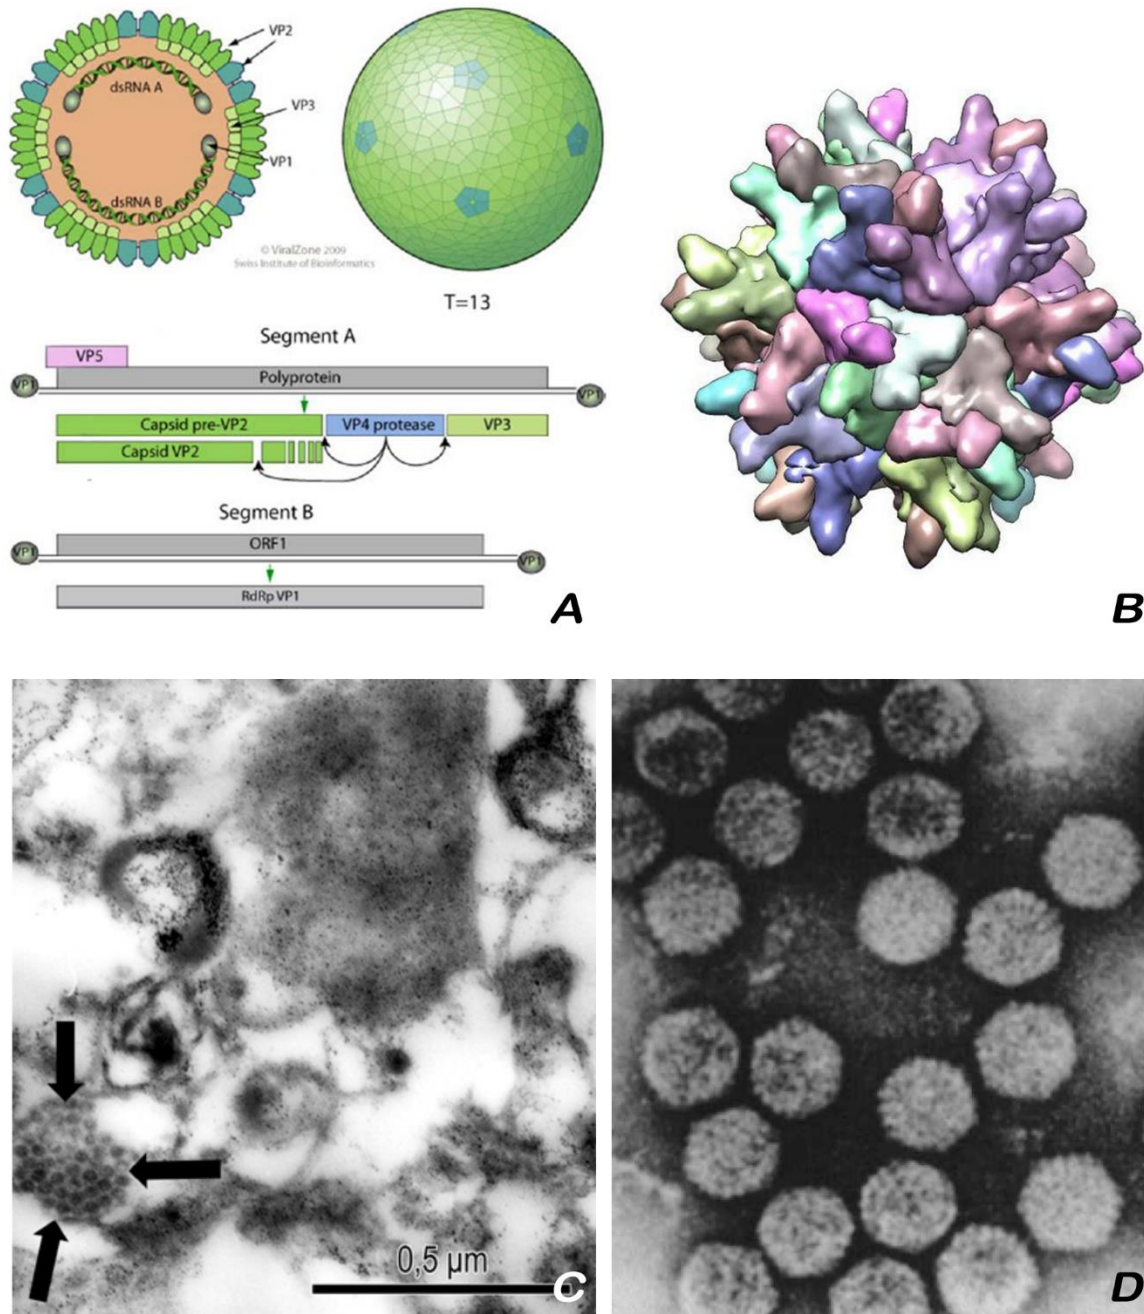 VP2
dsRNA A
VP3
VP1
dsRNA B
© ViralZone 2009
Swiss Institute of Bioinformatics
T=13
Segment A
VP5
VP1
Polyprotein
VP1
Capsid pre-VP2
VP4 protease
VP3
Capsid VP2
Segment B
VP1
ORF1
VP1
RdRp VP1
A
B
0,5 µm
C
D